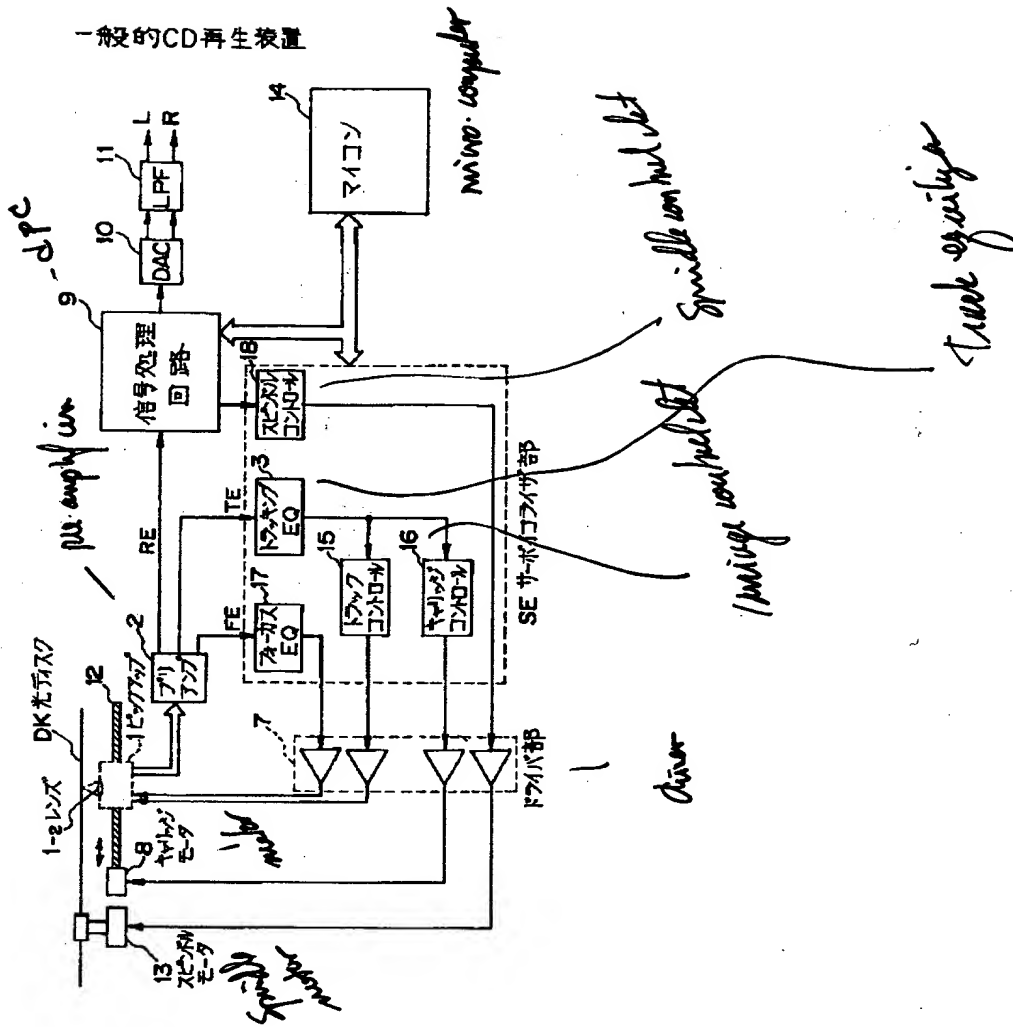 一般的CD再生装置
DK光ディスク
1-2レンズ
12
1ピックアップ
8
キャリッジ
モータ
13
スピンドル
モータ
2
プリ
アンプ
RE
FE
TE
9
信号処理
回路
10
DAC
11
LPF
L
R
14
マイコン
17
フォーカス
EQ
3
トラッキング
EQ
18
スピンドル
コントロール
15
トラック
コントロール
16
キャリッジ
コントロール
SE サーボイコライザ部
7
ドライバ部
micro-computer
Spindle
driver